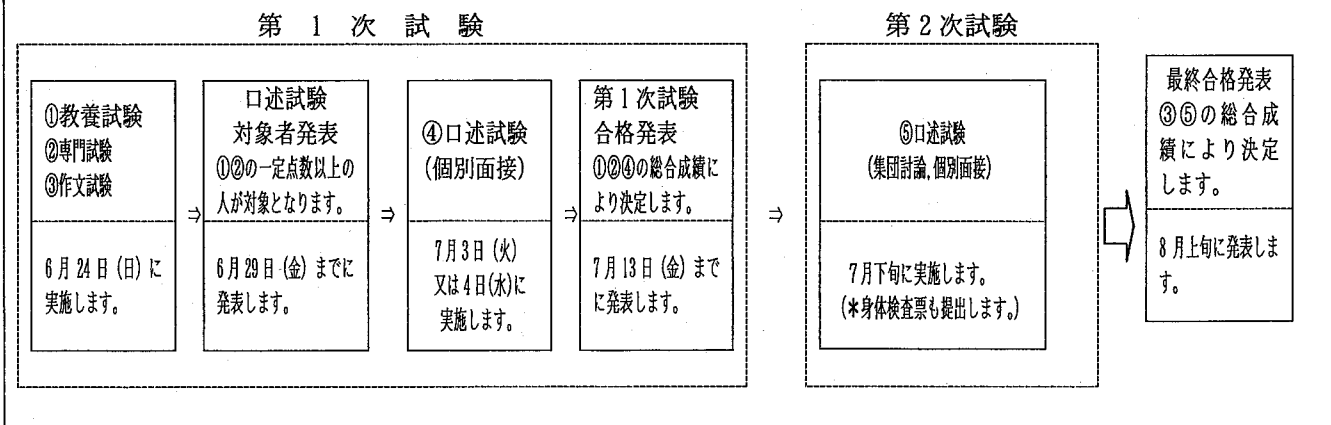 第　１　次　試　験
①教養試験
②専門試験
③作文試験
6月24日(日)に
実施します。
⇒
口述試験
対象者発表
①②の一定点数以上の
人が対象となります。
6月29日(金)までに
発表します。
⇒
④口述試験
(個別面接)
7月3日(火)
又は4日(水)に
実施します。
⇒
第1次試験
合格発表
①②④の総合成績に
より決定します。
7月13日(金)まで
に発表します。
⇒
第2次試験
⑤口述試験
(集団討論,個別面接)
7月下旬に実施します。
(*身体検査票も提出します。)
最終合格発表
③⑤の総合成
績により決定
します。
8月上旬に発表しま
す。